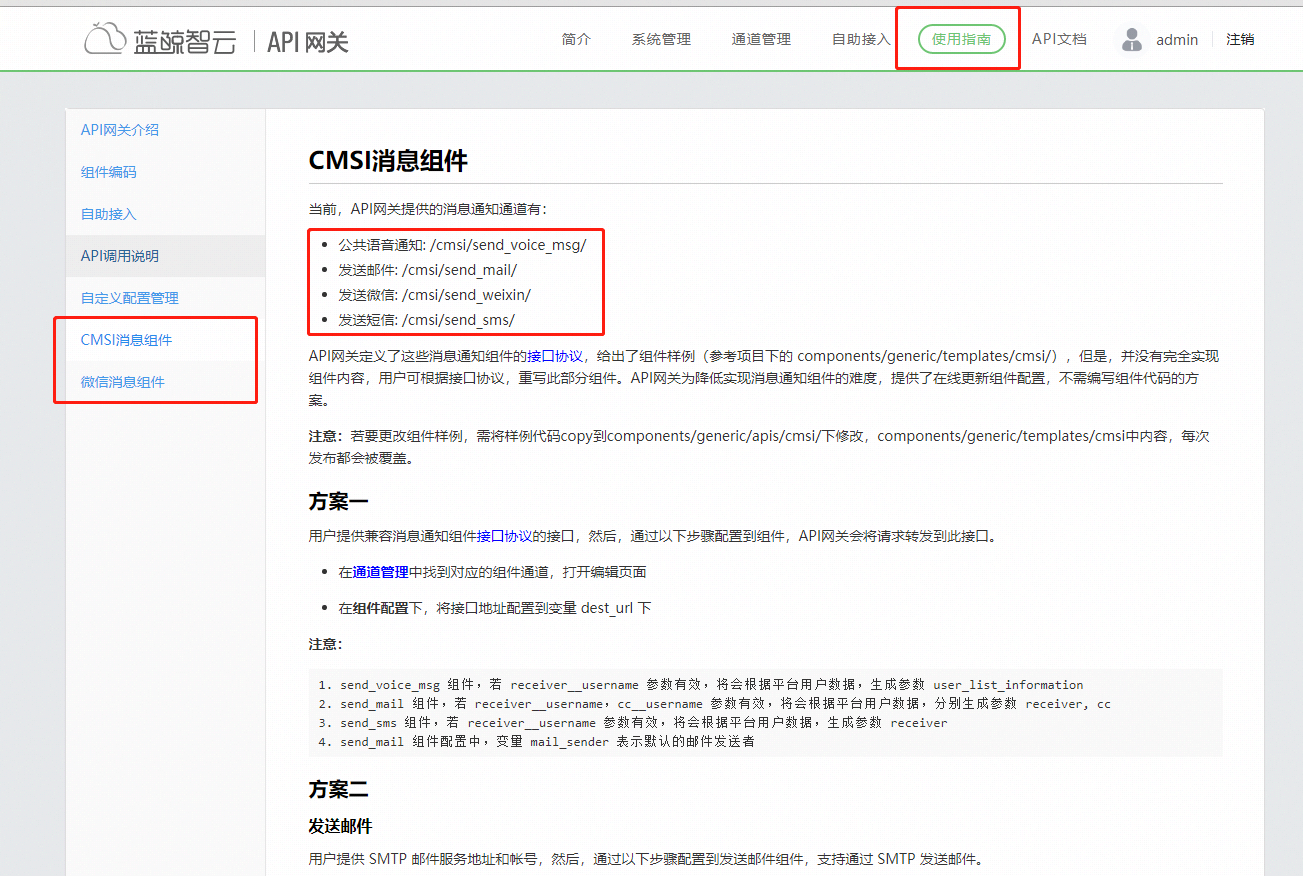 蓝鲸智云 | API 网关
简介
系统管理
通道管理
自助接入
使用指南
API文档
admin
注销
API网关介绍
组件编码
自助接入
API调用说明
自定义配置管理
CMSI消息组件
微信消息组件
CMSI消息组件
当前，API网关提供的消息通知通道有：
• 公共语音通知: /cmsi/send_voice_msg/
• 发送邮件: /cmsi/send_mail/
• 发送微信: /cmsi/send_weixin/
• 发送短信: /cmsi/send_sms/
API网关定义了这些消息通知组件的接口协议，给出了组件样例（参考项目下的 components/generic/templates/cmsi/），但是，并没有完全实现
组件内容，用户可根据接口协议，重写此部分组件。API网关为降低实现消息通知组件的难度，提供了在线更新组件配置，不需编写组件代码的方
案。
注意：若要更改组件样例，需将样例代码copy到components/generic/apis/cmsi/下修改，components/generic/templates/cmsi中内容，每次
发布都会被覆盖。
方案一
用户提供兼容消息通知组件接口协议的接口，然后，通过以下步骤配置到组件，API网关会将请求转发到此接口。
• 在通道管理中找到对应的组件通道，打开编辑页面
• 在组件配置下，将接口地址配置到变量 dest_url 下
注意：
1. send_voice_msg 组件，若 receiver__username 参数有效，将会根据平台用户数据，生成参数 user_list_information
2. send_mail 组件，若 receiver__username，cc__username 参数有效，将会根据平台用户数据，分别生成参数 receiver, cc
3. send_sms 组件，若 receiver__username 参数有效，将会根据平台用户数据，生成参数 receiver
4. send_mail 组件配置中，变量 mail_sender 表示默认的邮件发送者
方案二
发送邮件
用户提供 SMTP 邮件服务地址和帐号，然后，通过以下步骤配置到发送邮件组件，支持通过 SMTP 发送邮件。